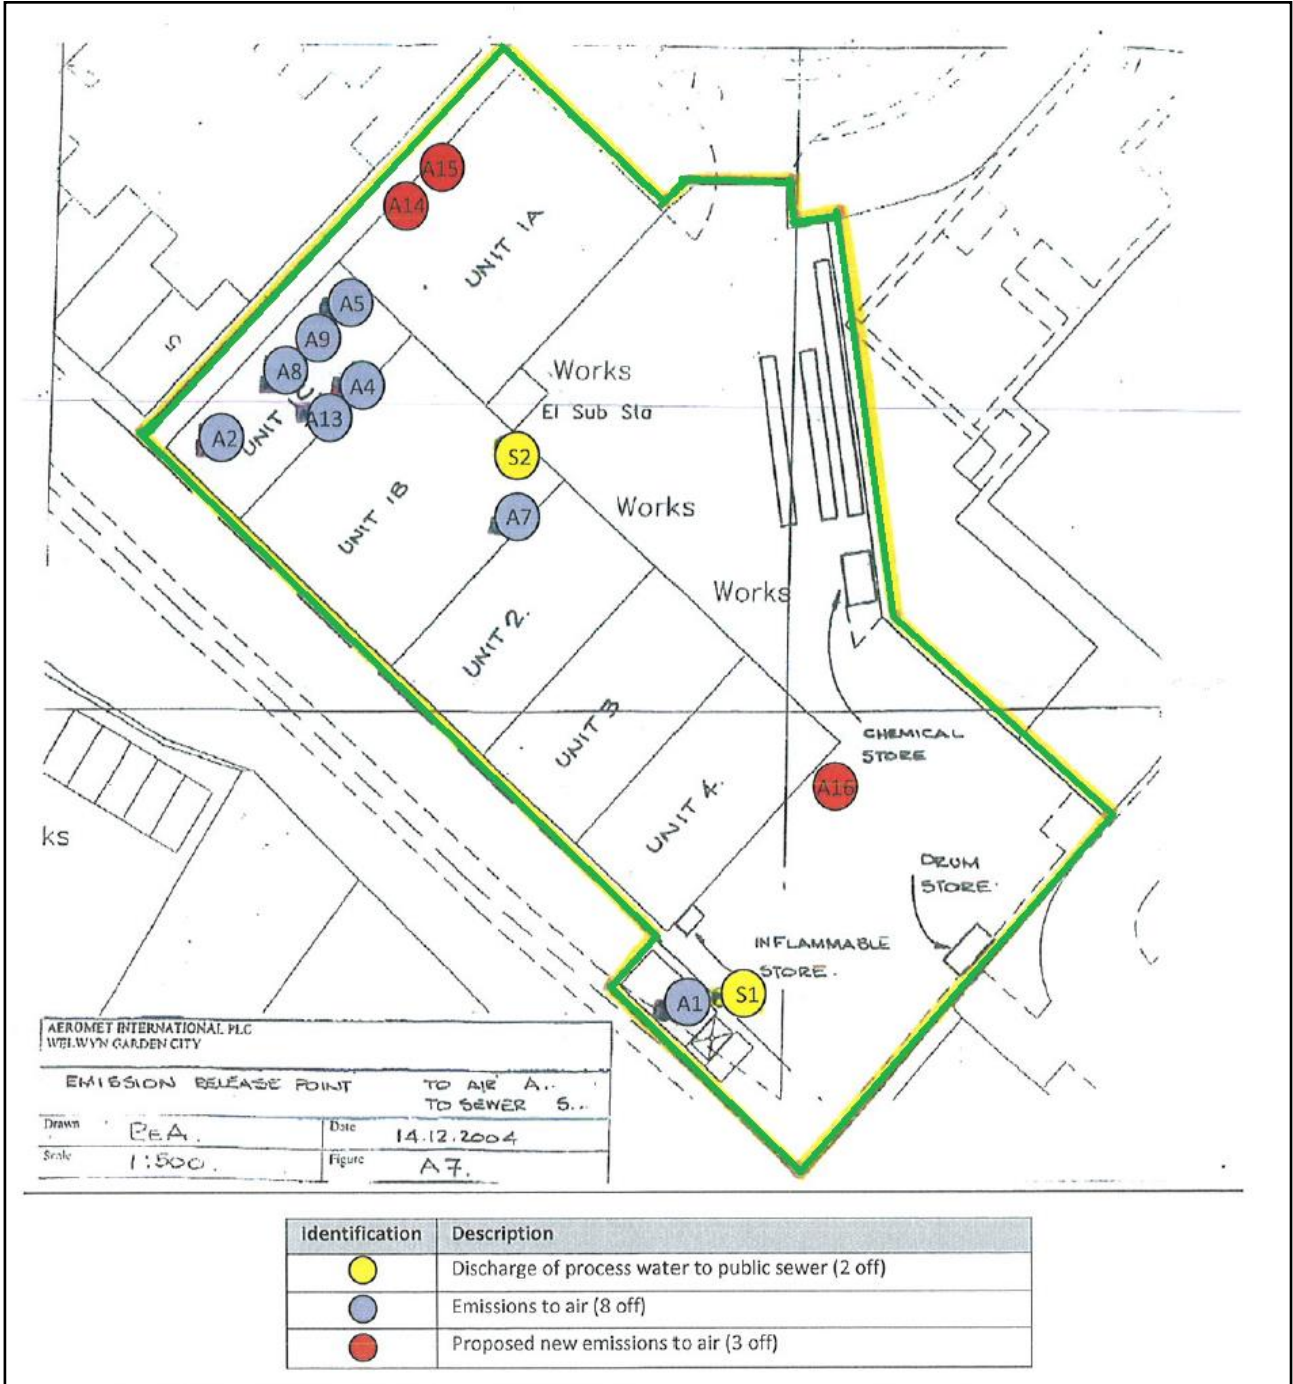 A15
A14
UNIT 1A
A5
A9
A8
A4
A13
A2
UNIT
5
Works
El Sub Sta
S2
A7
UNIT 1B
Works
Works
UNIT 2.
UNIT 3
UNIT 4.
CHEMICAL
STORE
A16
ks
DRUM
STORE.
INFLAMMABLE
STORE.
A1
S1
AEROMET INTERNATIONAL PLC
WELWYN GARDEN CITY
EMISSION RELEASE POINT TO AIR A..
TO SEWER S...
Drawn Date 14.12.2004
Scale 1:500. Figure A7.
Identification Description
Discharge of process water to public sewer (2 off)
Emissions to air (8 off)
Proposed new emissions to air (3 off)